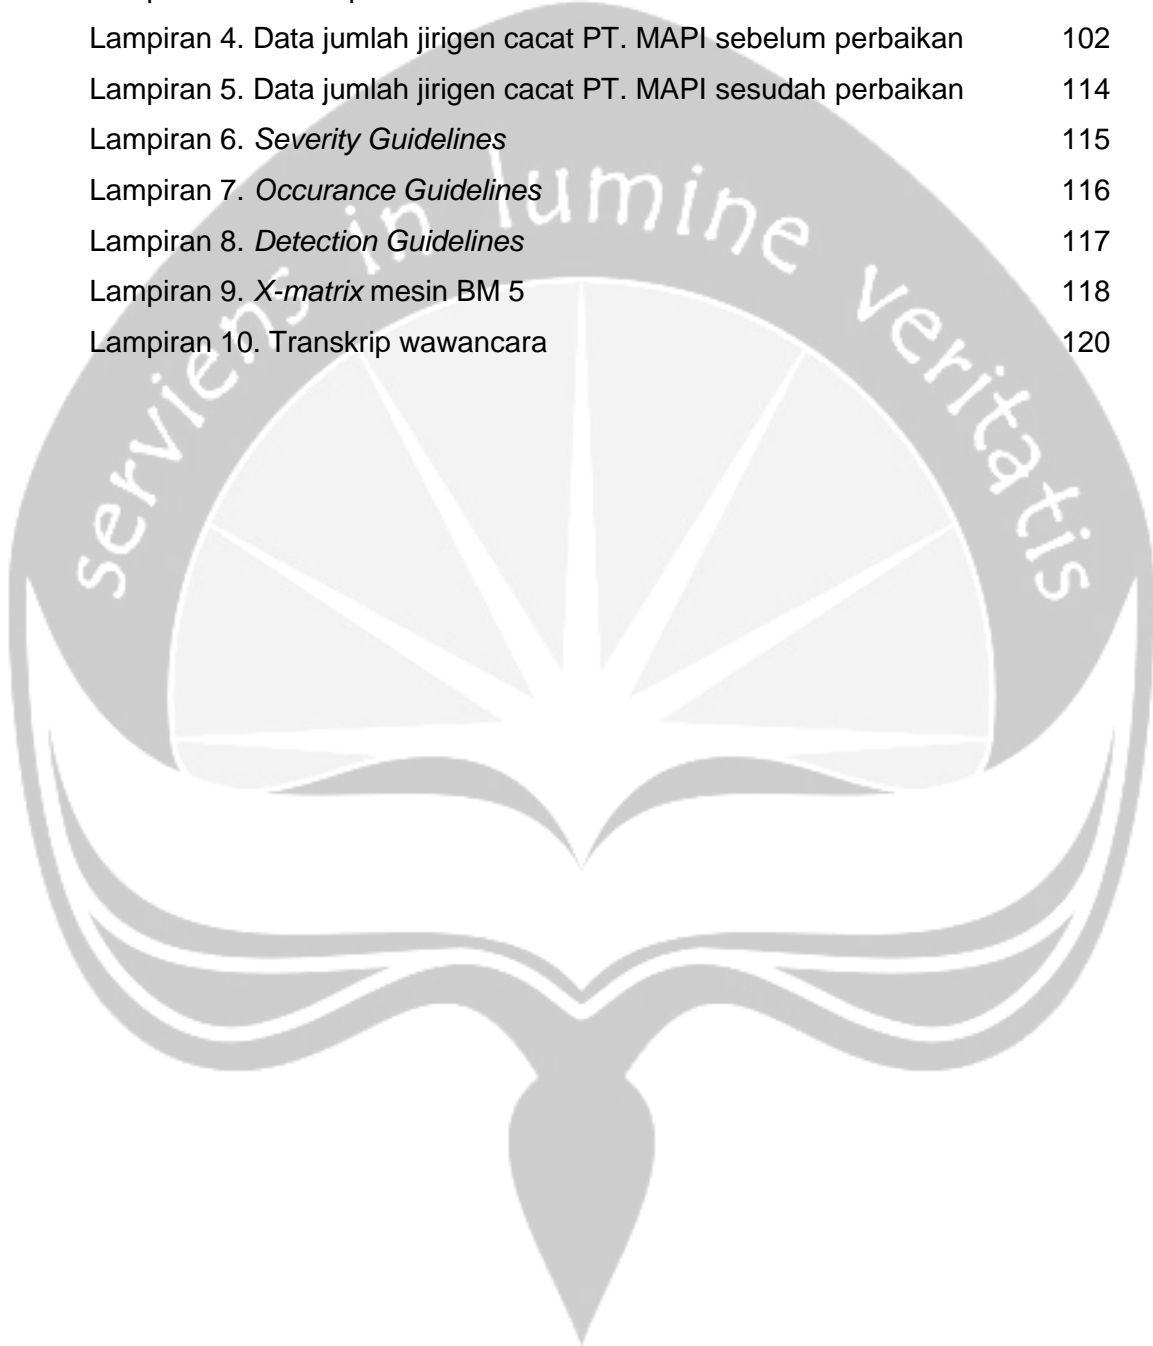 Lampiran 4. Data jumlah jirigen cacat PT. MAPI sebelum perbaikan 102
Lampiran 5. Data jumlah jirigen cacat PT. MAPI sesudah perbaikan 114
Lampiran 6. Severity Guidelines 115
Lampiran 7. Occurance Guidelines 116
Lampiran 8. Detection Guidelines 117
Lampiran 9. X-matrix mesin BM 5 118
Lampiran 10. Transkrip wawancara 120
serviens in lumine veritatis